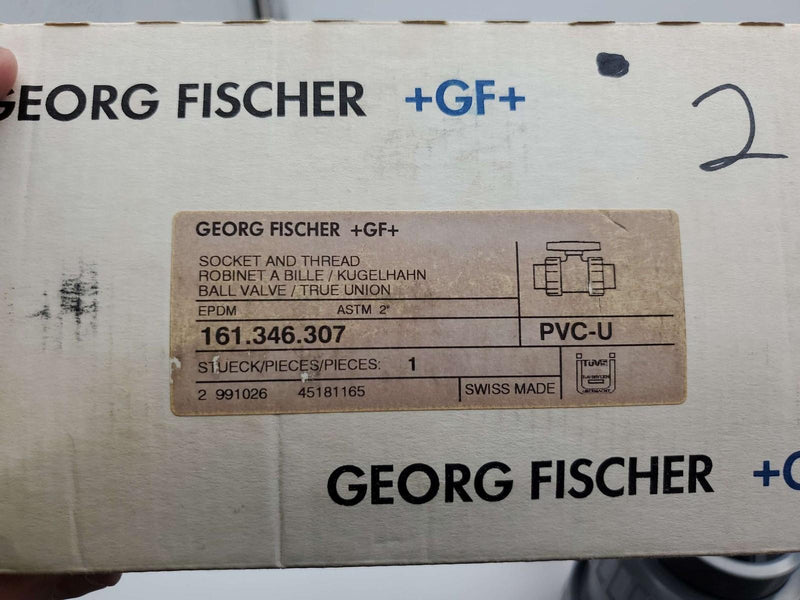 GEORG FISCHER +GF+
2
GEORG FISCHER +GF+
SOCKET AND THREAD
ROBINET A BILLE / KUGELHAHN
BALL VALVE / TRUE UNION
EPDM ASTM 2"
161.346.307 PVC-U
STUECK/PIECES/PIECES: 1
2 991026 45181165 SWISS MADE
GEORG FISCHER +G